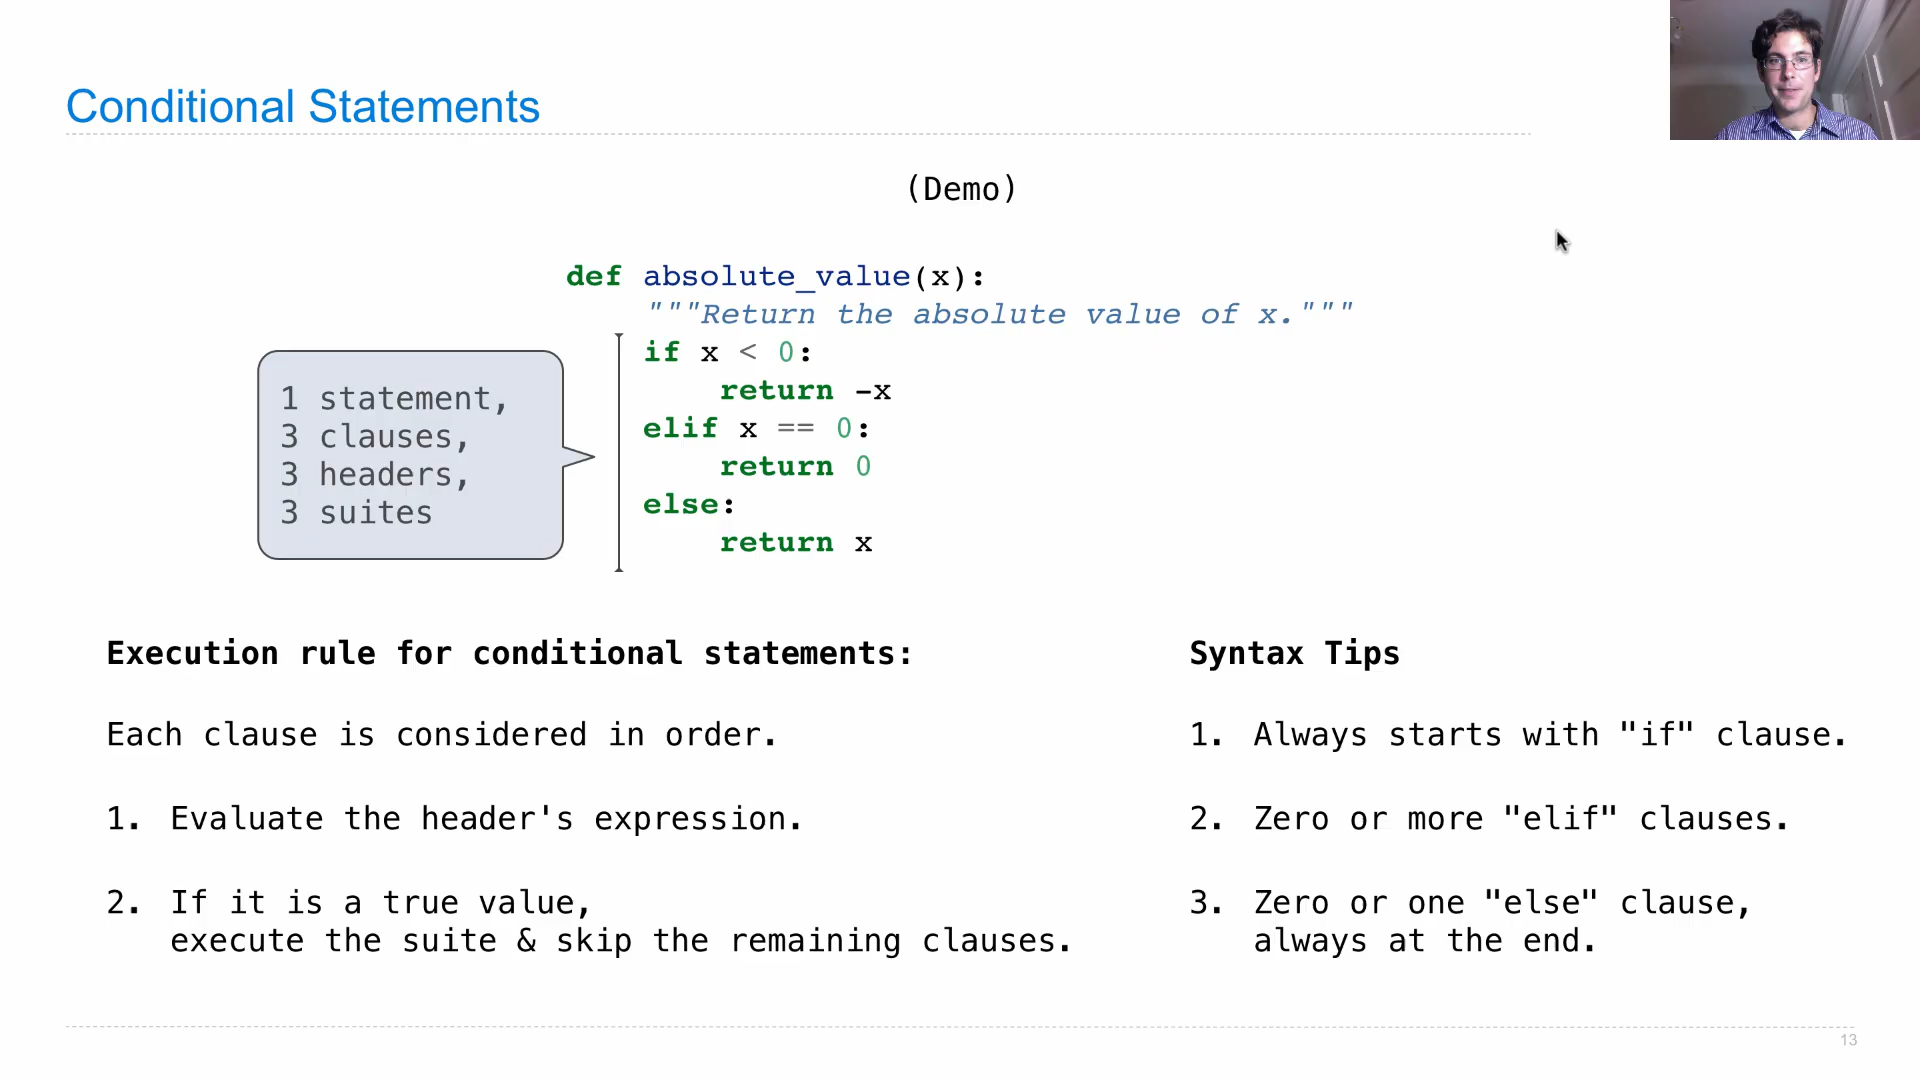 Conditional Statements
(Demo)
def absolute_value(x):
"""Return the absolute value of x."""
if x < 0:
return -x
elif x == 0:
return 0
else:
return x
1 statement,
3 clauses,
3 headers,
3 suites
Execution rule for conditional statements:
Each clause is considered in order.
1. Evaluate the header's expression.
2. If it is a true value,
execute the suite & skip the remaining clauses.
Syntax Tips
1. Always starts with "if" clause.
2. Zero or more "elif" clauses.
3. Zero or one "else" clause,
always at the end.
13